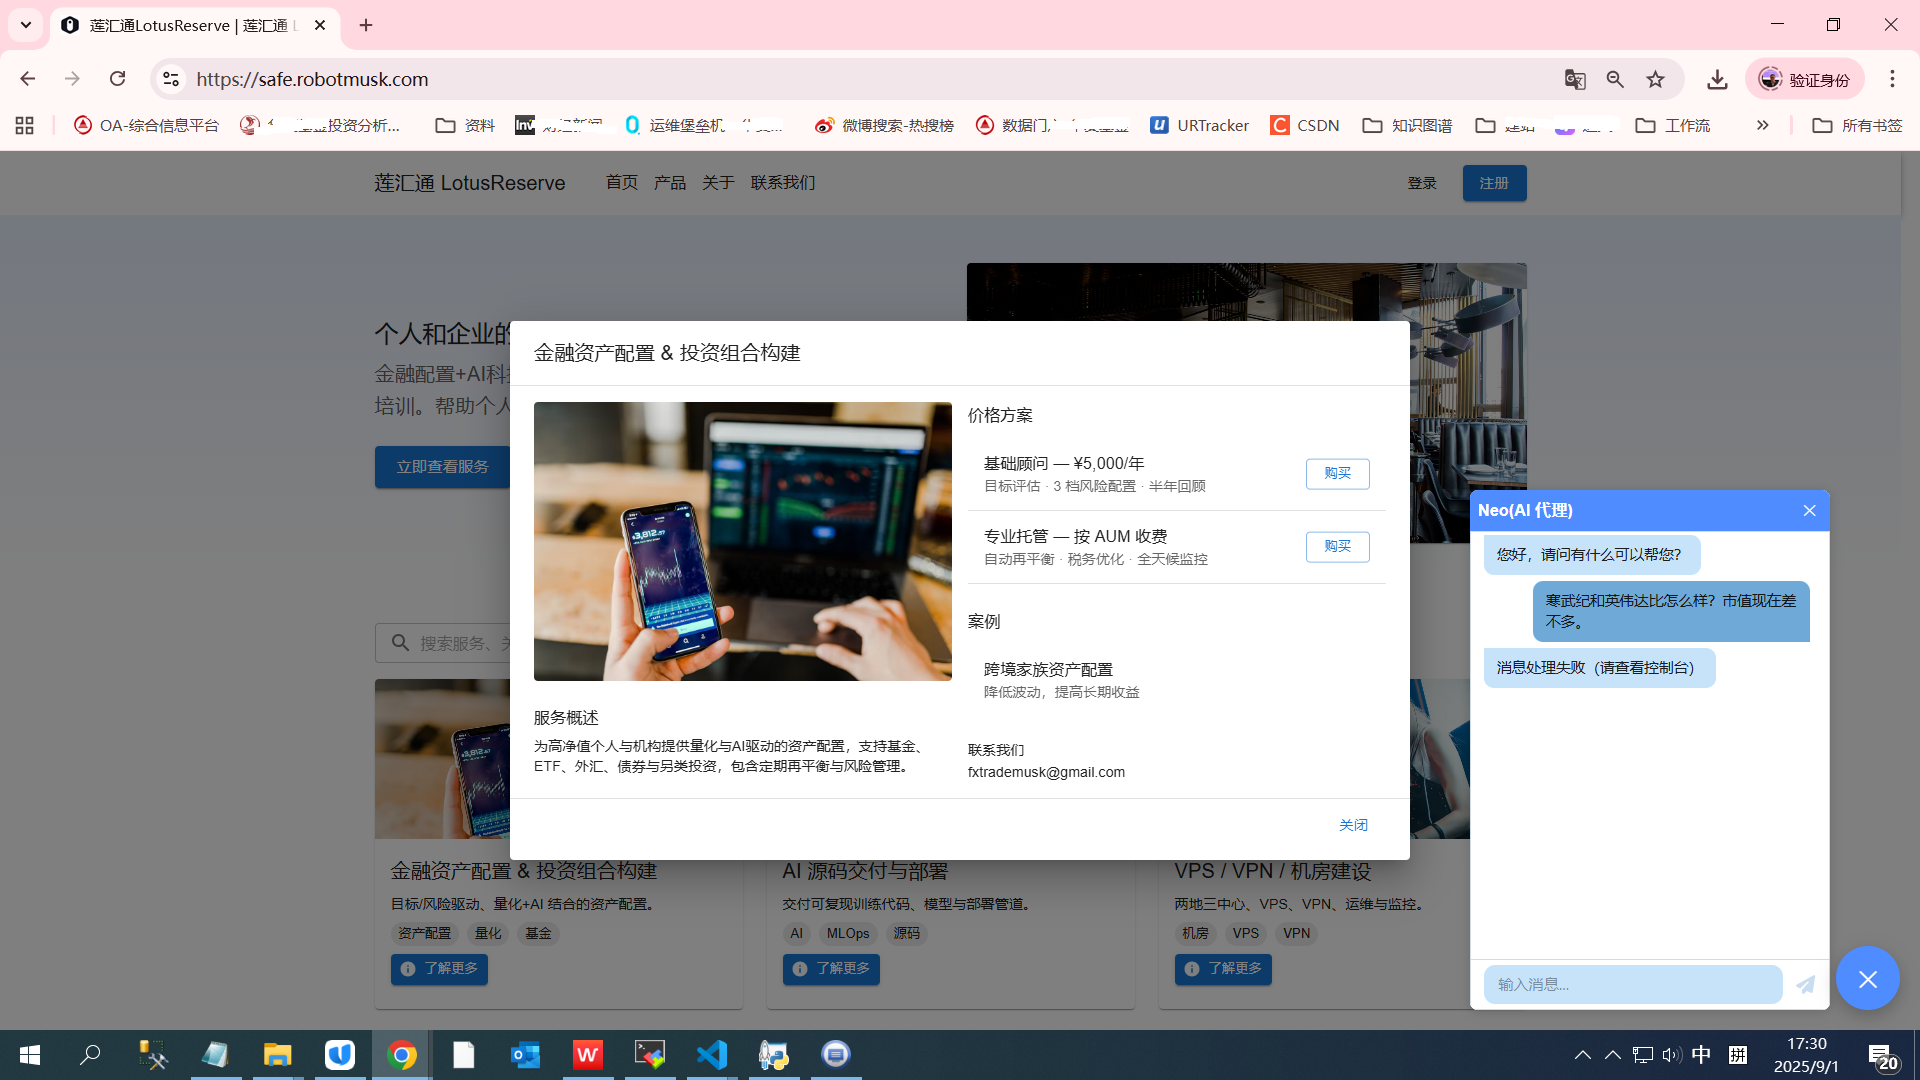 莲汇通LotusReserve | 莲汇通 L
https://safe.robotmusk.com
验证身份
OA-综合信息平台
投资分析...
资料
运维堡垒机
微博搜索-热搜榜
数据门户
URTracker
CSDN
知识图谱
建站
工作流
所有书签
莲汇通 LotusReserve
首页
产品
关于
联系我们
登录
注册
个人和企业的
金融配置+AI科
培训。帮助个人
立即查看服务
搜索服务、
金融资产配置 & 投资组合构建
价格方案
基础顾问 — ¥5,000/年
目标评估 · 3 档风险配置 · 半年回顾
购买
专业托管 — 按 AUM 收费
自动再平衡 · 税务优化 · 全天候监控
购买
案例
跨境家族资产配置
降低波动，提高长期收益
联系我们
fxtrademusk@gmail.com
3,812.57
服务概述
为高净值个人与机构提供量化与AI驱动的资产配置，支持基金、
ETF、外汇、债券与另类投资，包含定期再平衡与风险管理。
关闭
金融资产配置 & 投资组合构建
目标/风险驱动、量化+AI 结合的资产配置。
资产配置
量化
基金
了解更多
AI 源码交付与部署
交付可复现训练代码、模型与部署管道。
AI
MLOps
源码
了解更多
VPS / VPN / 机房建设
两地三中心、VPS、VPN、运维与监控。
机房
VPS
VPN
了解更多
Neo(AI 代理)
您好，请问有什么可以帮您？
寒武纪和英伟达比怎么样？市值现在差
不多。
消息处理失败（请查看控制台）
输入消息...
中
拼
17:30
2025/9/1
20